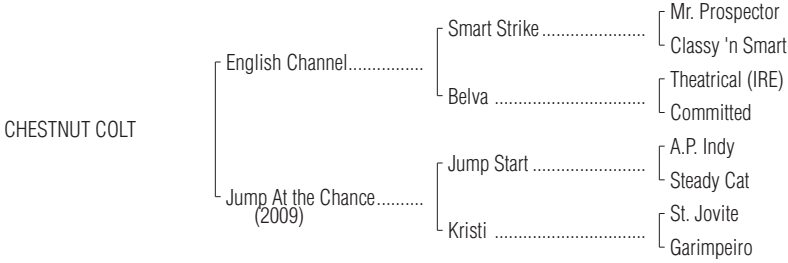 Mr. Prospector
Smart Strike ......................
Classy 'n Smart
English Channel................
Theatrical (IRE)
Belva ................................
Committed
CHESTNUT COLT
A.P. Indy
Jump Start ........................
Steady Cat
Jump At the Chance..........
(2009)
St. Jovite
Kristi ................................
Garimpeiro